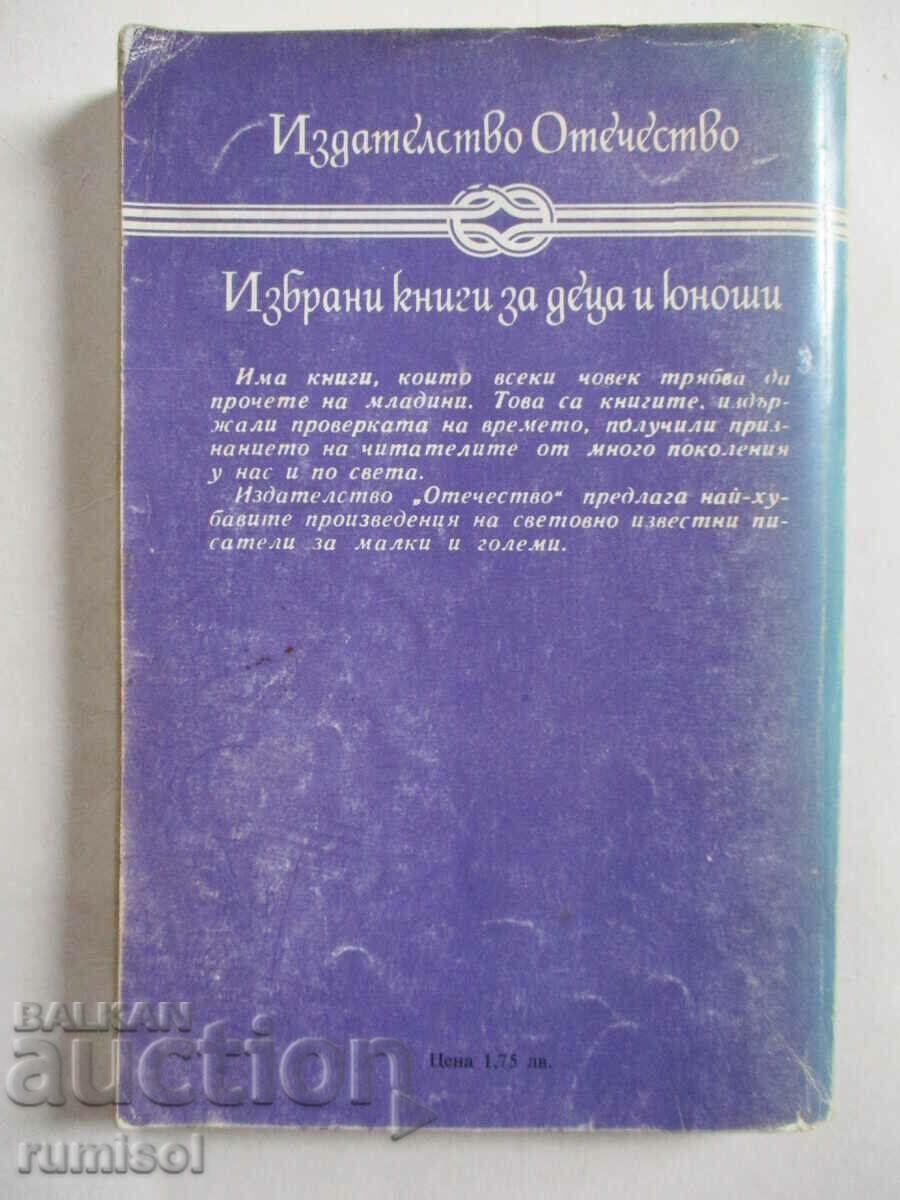 Издателство Отечество
Избрани книги за деца и юноши
Има книги, които всеки човек трябва да
прочете на младини. Това са книгите, издър-
жали проверката на времето, получили приз-
нанието на читателите от много поколения
у нас и по света.
Издателство „Отечество“ предлага най-ху-
бавите произведения на световно известни пи-
сатели за малки и големи.
Цена 1,75 лв.
BALKAN
auction
rumisol